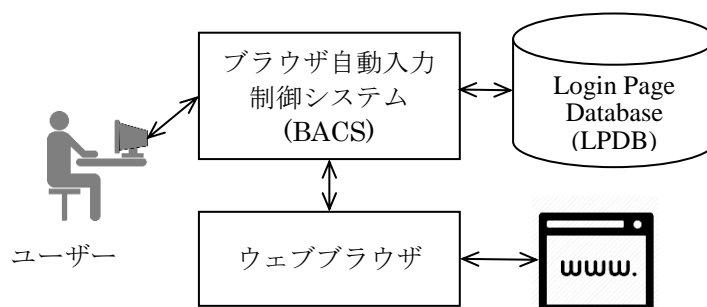 ブラウザ自動入力
制御システム
(BACS)
Login Page
Database
(LPDB)
ユーザー
ウェブブラウザ
www.